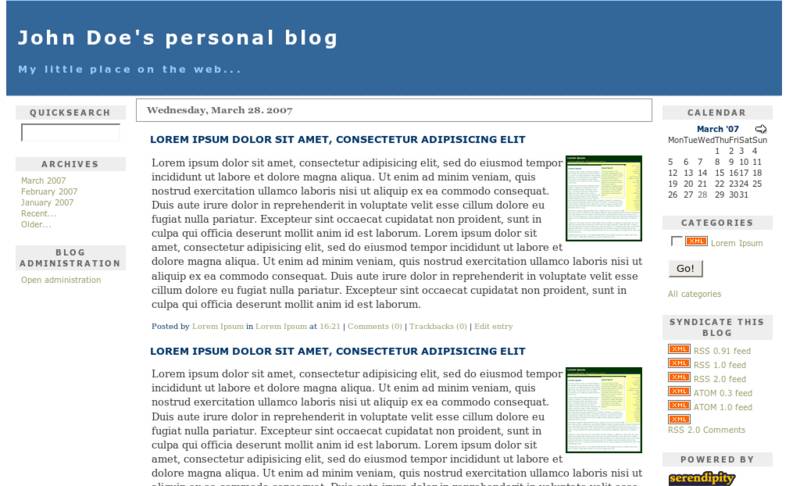 John Doe's personal blog
My little place on the web...
QUICKSEARCH
ARCHIVES
March 2007
February 2007
January 2007
Recent...
Older...
BLOG
ADMINISTRATION
Open administration
Wednesday, March 28. 2007
LOREM IPSUM DOLOR SIT AMET, CONSECTETUR ADIPISICING ELIT
Lorem ipsum dolor sit amet, consectetur adipisicing elit, sed do eiusmod tempor
incididunt ut labore et dolore magna aliqua. Ut enim ad minim veniam, quis
nostrud exercitation ullamco laboris nisi ut aliquip ex ea commodo consequat.
Duis aute irure dolor in reprehenderit in voluptate velit esse cillum dolore eu
fugiat nulla pariatur. Excepteur sint occaecat cupidatat non proident, sunt in
culpa qui officia deserunt mollit anim id est laborum. Lorem ipsum dolor sit
amet, consectetur adipisicing elit, sed do eiusmod tempor incididunt ut labore et
dolore magna aliqua. Ut enim ad minim veniam, quis nostrud exercitation ullamco laboris nisi ut
aliquip ex ea commodo consequat. Duis aute irure dolor in reprehenderit in voluptate velit esse
cillum dolore eu fugiat nulla pariatur. Excepteur sint occaecat cupidatat non proident, sunt in
culpa qui officia deserunt mollit anim id est laborum.
Posted by Lorem Ipsum in Lorem Ipsum at 16:21 | Comments (0) | Trackbacks (0) | Edit entry
LOREM IPSUM DOLOR SIT AMET, CONSECTETUR ADIPISICING ELIT
Lorem ipsum dolor sit amet, consectetur adipisicing elit, sed do eiusmod tempor
incididunt ut labore et dolore magna aliqua. Ut enim ad minim veniam, quis
nostrud exercitation ullamco laboris nisi ut aliquip ex ea commodo consequat.
Duis aute irure dolor in reprehenderit in voluptate velit esse cillum dolore eu
fugiat nulla pariatur. Excepteur sint occaecat cupidatat non proident, sunt in
culpa qui officia deserunt mollit anim id est laborum. Lorem ipsum dolor sit
amet, consectetur adipisicing elit, sed do eiusmod tempor incididunt ut labore et
dolore magna aliqua. Ut enim ad minim veniam, quis nostrud exercitation ullamco laboris nisi ut
CALENDAR
March '07
Mon Tue Wed Thu Fri Sat Sun
1 2 3 4
5 6 7 8 9 10 11
12 13 14 15 16 17 18
19 20 21 22 23 24 25
26 27 28 29 30 31
CATEGORIES
XML Lorem Ipsum
Go!
All categories
SYNDICATE THIS
BLOG
XML RSS 0.91 feed
XML RSS 1.0 feed
XML RSS 2.0 feed
XML ATOM 0.3 feed
XML ATOM 1.0 feed
XML
RSS 2.0 Comments
POWERED BY
serendipity